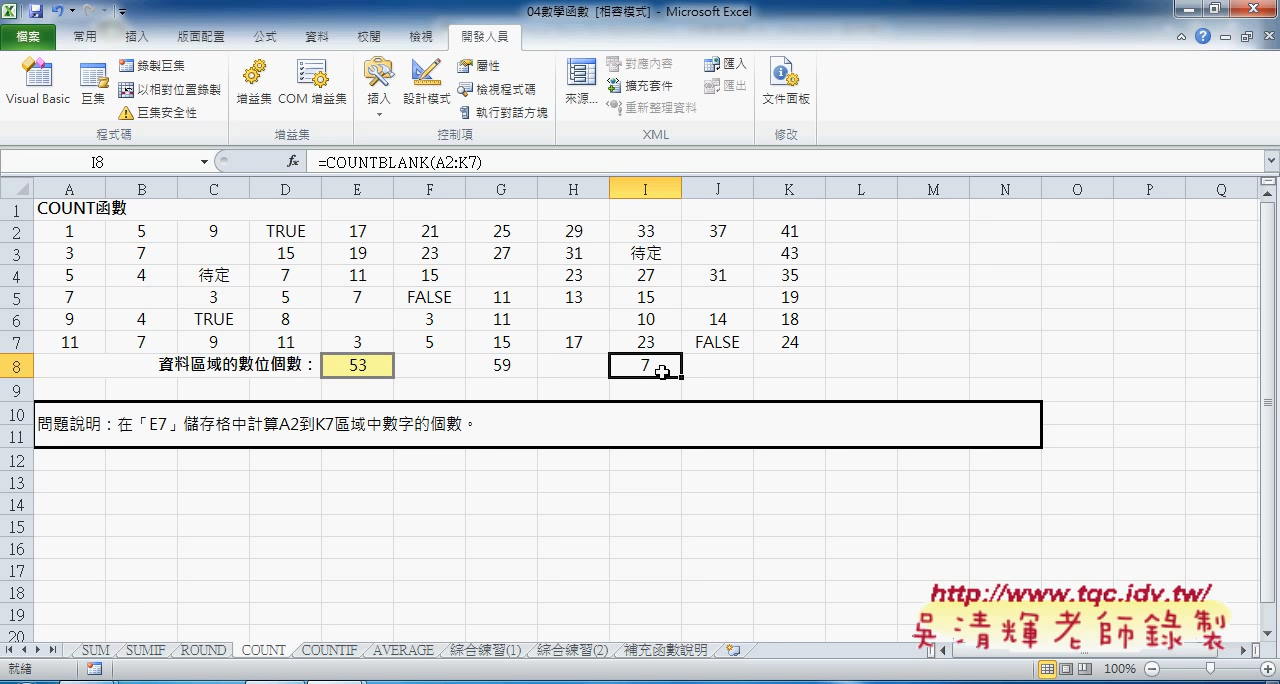 04數學函數 [相容模式] - Microsoft Excel
檔案 常用 插入 版面配置 公式 資料 校閱 檢視 開發人員
Visual Basic 巨集 錄製巨集 以相對位置錄製 巨集安全性 程式碼
增益集 COM 增益集 增益集
插入 設計模式 屬性 檢視程式碼 執行對話方塊 控制項
來源... 對應內容 擴充套件 重新整理資料 匯入 匯出 XML
文件面板 修改
I8 fx =COUNTBLANK(A2:K7)
A B C D E F G H I J K L M N O P Q
1 COUNT函數
2 1 5 9 TRUE 17 21 25 29 33 37 41
3 3 7 15 19 23 27 31 待定 43
4 5 4 待定 7 11 15 23 27 31 35
5 7 3 5 7 FALSE 11 13 15 19
6 9 4 TRUE 8 3 11 10 14 18
7 11 7 9 11 3 5 15 17 23 FALSE 24
8 資料區域的數位個數： 53 59 7
9
10
問題說明：在「E7」儲存格中計算A2到K7區域中數字的個數。
11
12
13
14
15
16
17
18
19
20
http://www.tqc.idv.tw/
吳清輝老師錄製
SUM SUMIF ROUND COUNT COUNTIF AVERAGE 綜合練習(1) 綜合練習(2) 補充函數說明
就緒 100%